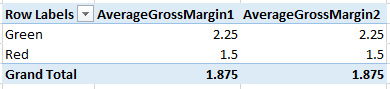 Row Labels AverageGrossMargin1 AverageGrossMargin2
Green 2.25 2.25
Red 1.5 1.5
Grand Total 1.875 1.875